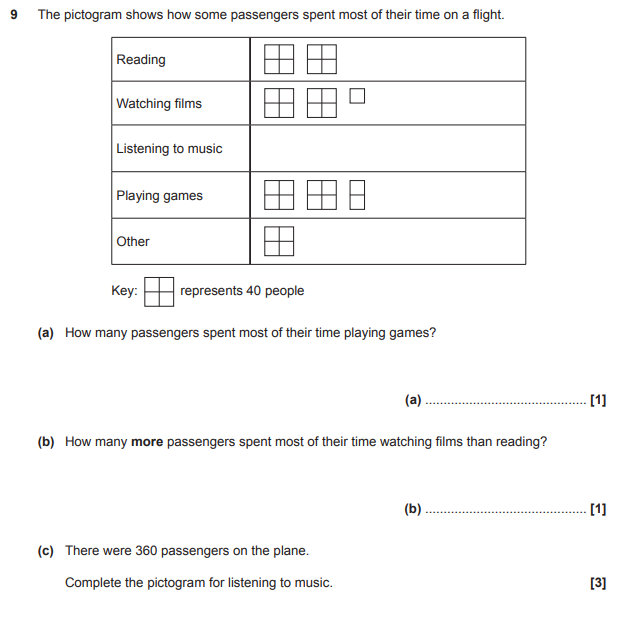 9 The pictogram shows how some passengers spent most of their time on a flight.
Reading
Watching films
Listening to music
Playing games
Other
Key: represents 40 people
(a) How many passengers spent most of their time playing games?
(a) ........................................... [1]
(b) How many more passengers spent most of their time watching films than reading?
(b) ........................................... [1]
(c) There were 360 passengers on the plane.
Complete the pictogram for listening to music. [3]